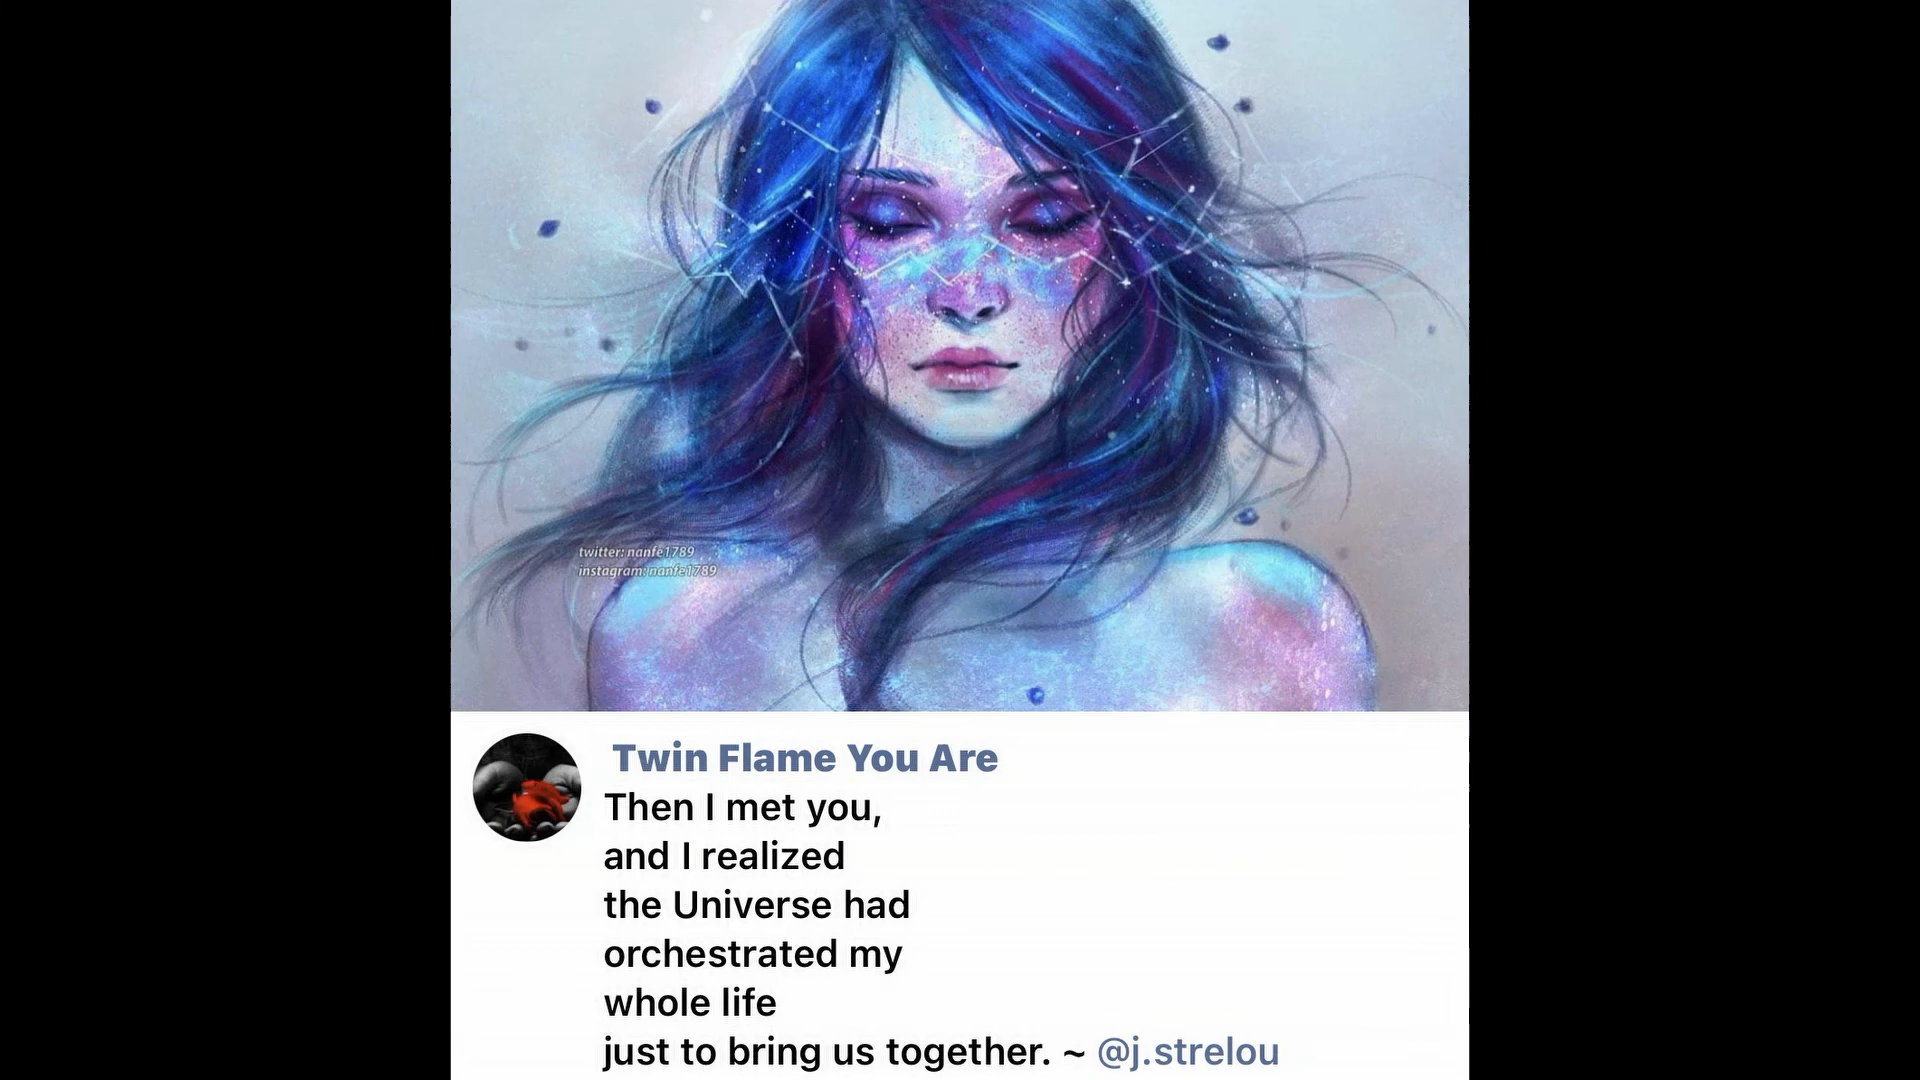 twitter: nanfe1789
instagram: nanfe1789
Twin Flame You Are
Then I met you,
and I realized
the Universe had
orchestrated my
whole life
just to bring us together. ~ @j.strelou